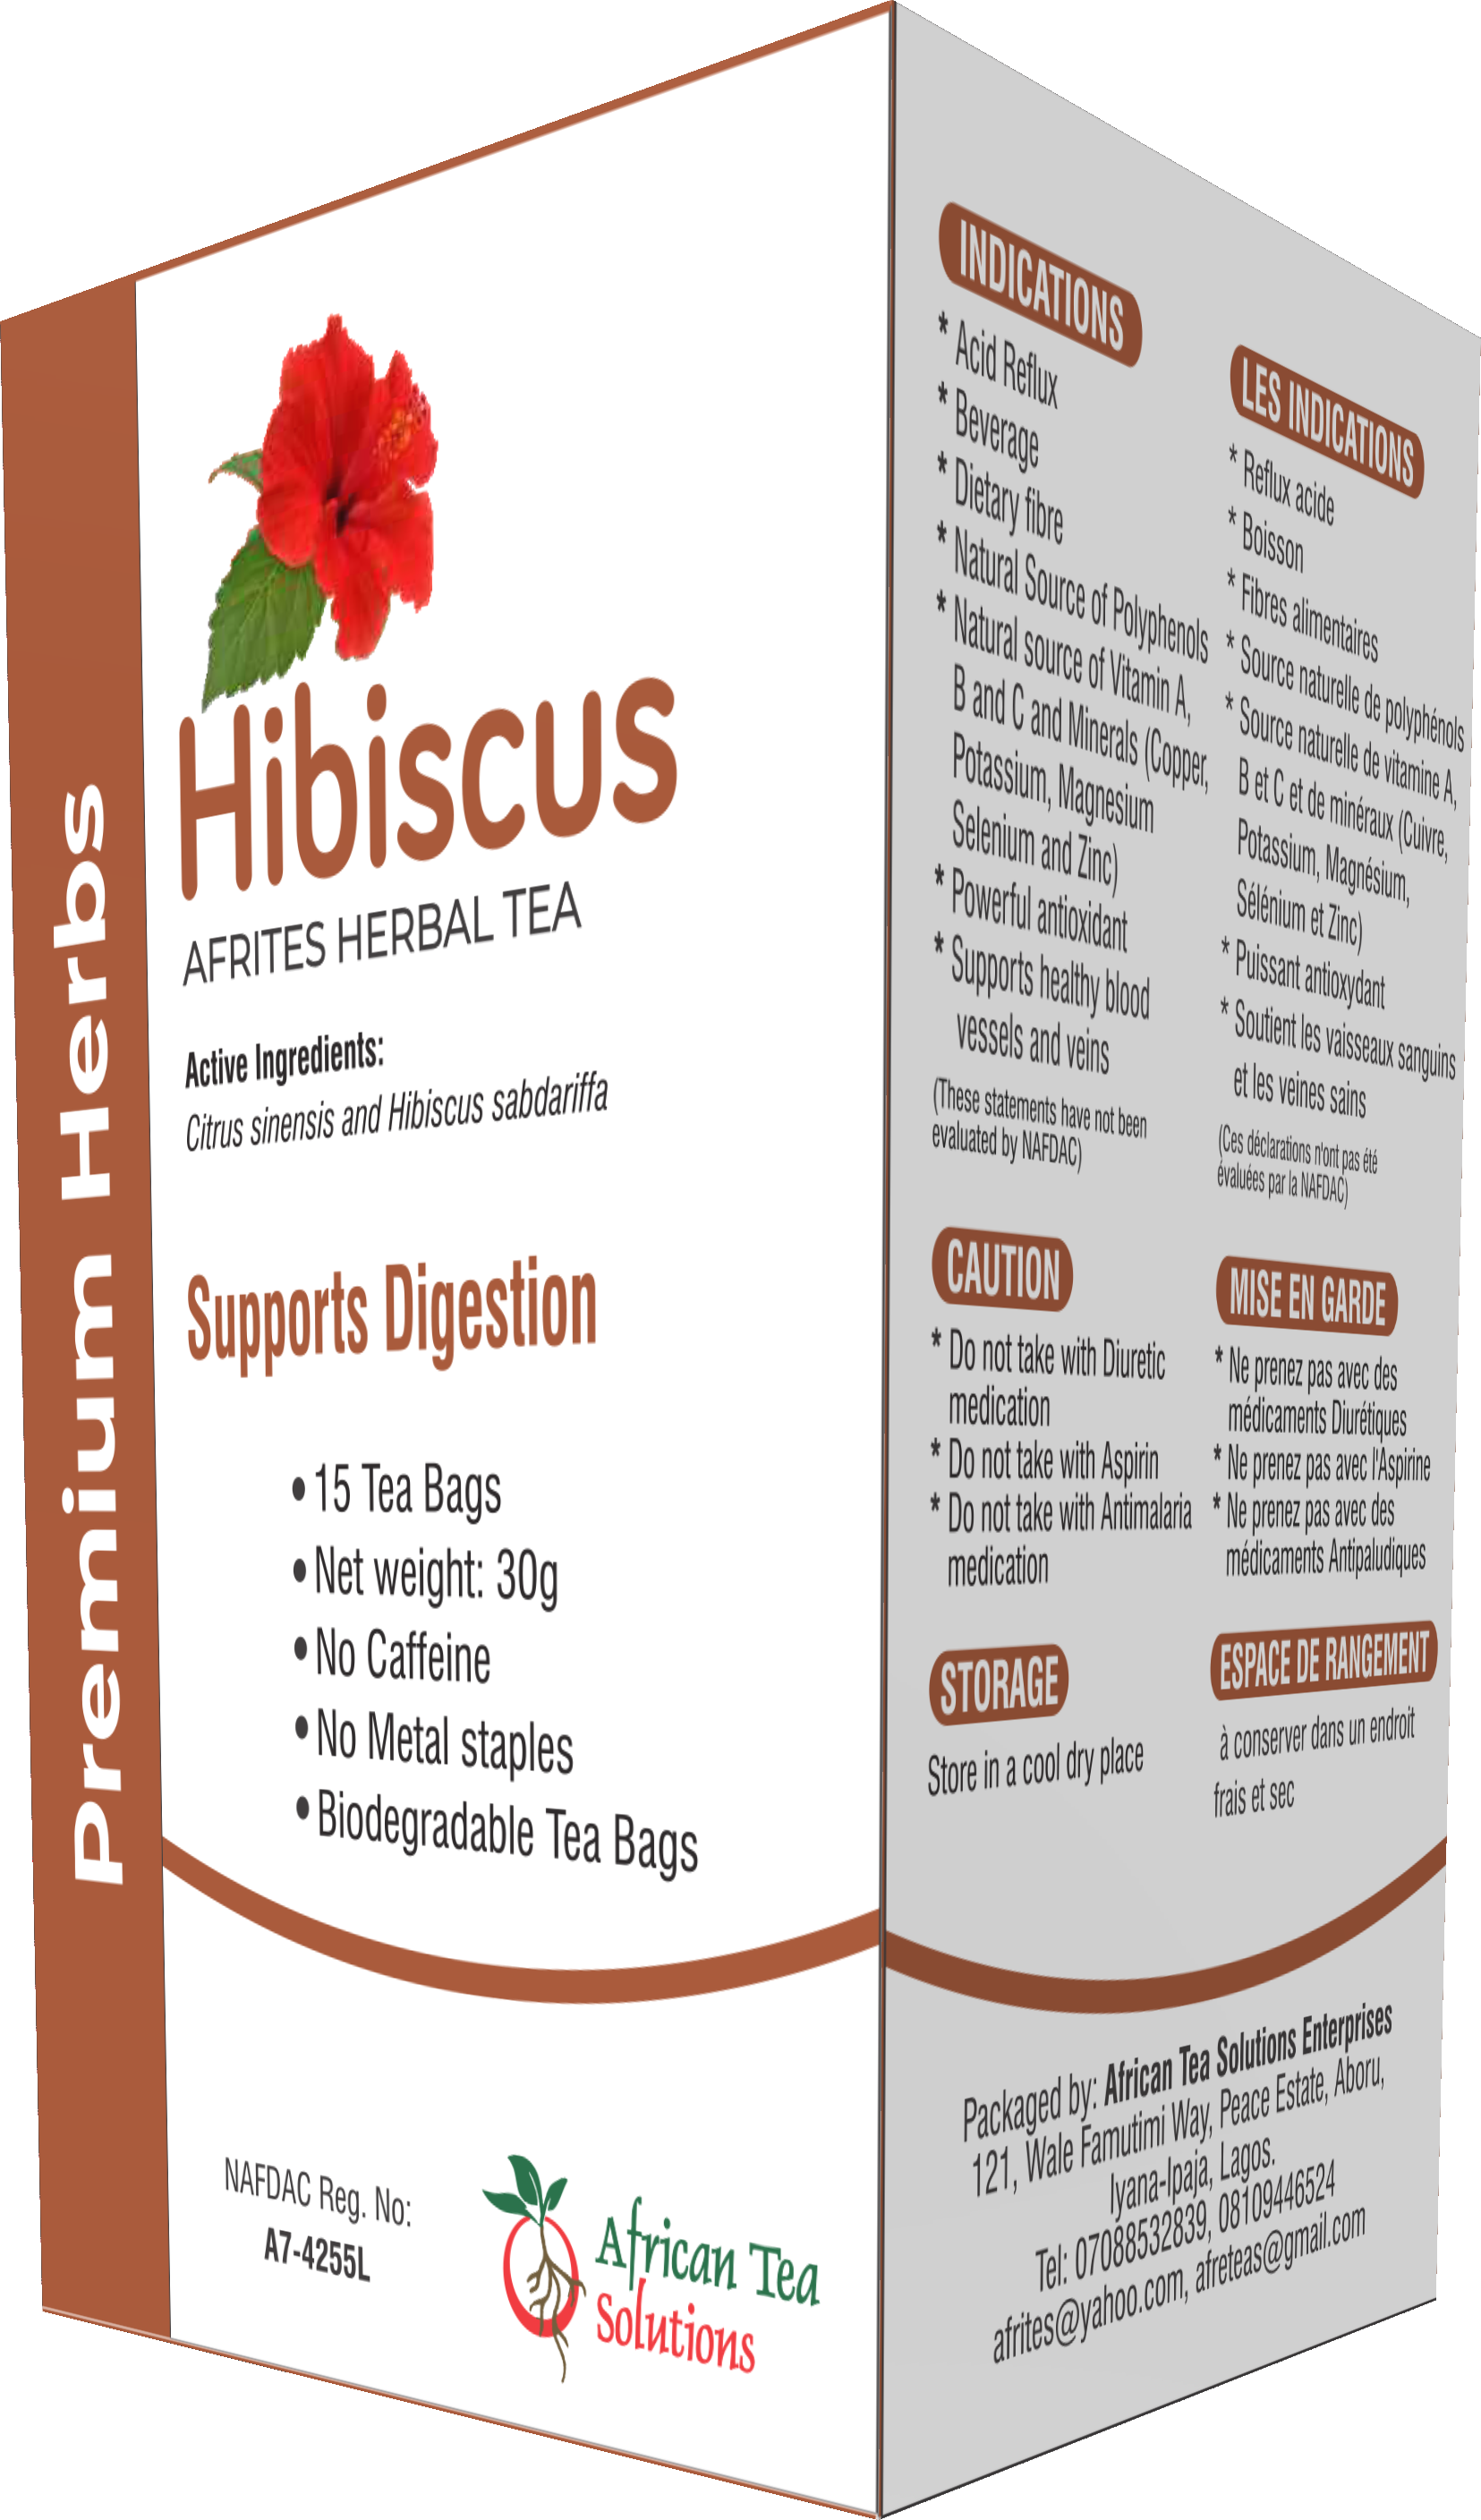 Premium Herbs
Hibiscus
AFRITES HERBAL TEA
Active Ingredients:
Citrus sinensis and Hibiscus sabdariffa
Supports Digestion
• 15 Tea Bags
• Net weight: 30g
• No Caffeine
• No Metal staples
• Biodegradable Tea Bags
NAFDAC Reg. No:
A7-4255L
African Tea
Solutions
INDICATIONS
* Acid Reflux
* Beverage
* Dietary fibre
* Natural Source of Polyphenols
* Natural source of Vitamin A,
B and C and Minerals (Copper,
Potassium, Magnesium
Selenium and Zinc)
* Powerful antioxidant
* Supports healthy blood
vessels and veins
(These statements have not been
evaluated by NAFDAC)
CAUTION
* Do not take with Diuretic
medication
* Do not take with Aspirin
* Do not take with Antimalaria
medication
STORAGE
Store in a cool dry place
LES INDICATIONS
* Reflux acide
* Boisson
* Fibres alimentaires
* Source naturelle de polyphénols
* Source naturelle de vitamine A,
B et C et de minéraux (Cuivre,
Potassium, Magnésium,
Sélénium et Zinc)
* Puissant antioxydant
* Soutient les vaisseaux sanguins
et les veines sains
(Ces déclarations n'ont pas été
évaluées par la NAFDAC)
MISE EN GARDE
* Ne prenez pas avec des
médicaments Diurétiques
* Ne prenez pas avec l'Aspirine
* Ne prenez pas avec des
médicaments Antipaludiques
ESPACE DE RANGEMENT
à conserver dans un endroit
frais et sec
Packaged by: African Tea Solutions Enterprises
121, Wale Famutimi Way, Peace Estate, Aboru,
Iyana-Ipaja, Lagos.
Tel: 07088532839, 08109446524
afrites@yahoo.com, afreteas@gmail.com